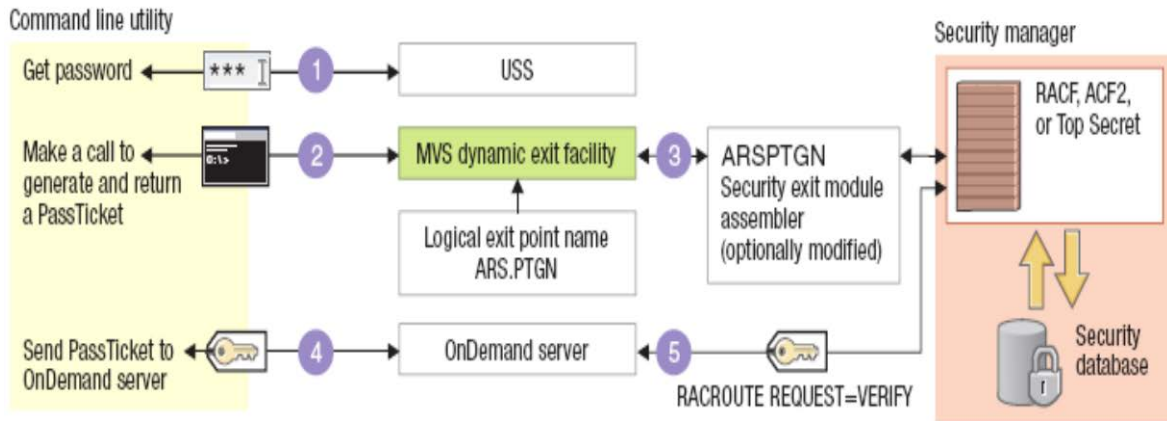 Command line utility
Security manager
Get password
***
1
USS
RACF, ACF2,
or Top Secret
Make a call to
generate and return
a PassTicket
0:\>
2
MVS dynamic exit facility
3
ARSPTGN
Security exit module
assembler
(optionally modified)
Logical exit point name
ARS.PTGN
Send PassTicket to
OnDemand server
4
OnDemand server
5
RACROUTE REQUEST=VERIFY
Security
database